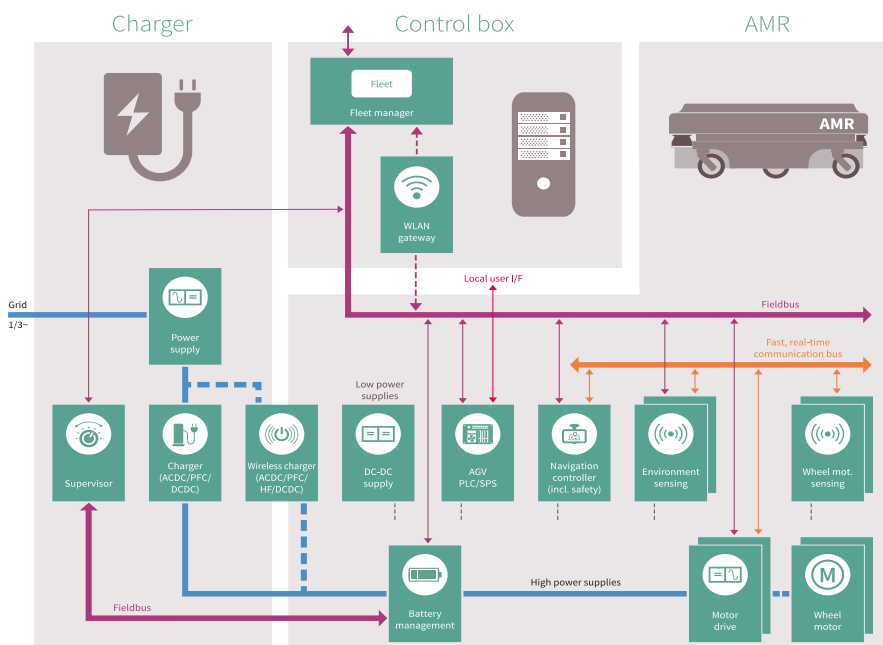 Charger
Control box
AMR
Fleet
Fleet manager
AMR
WLAN
gateway
Local user I/F
Grid
1/3~
Fieldbus
Power
supply
Fast, real-time
communication bus
Low power
supplies
Supervisor
Charger
(ACDC/PFC/
DCDC)
Wireless charger
(ACDC/PFC/
HF/DCDC)
DC-DC
supply
AGV
PLC/SPS
Navigation
controller
(incl. safety)
Environment
sensing
Wheel mot.
sensing
High power supplies
Fieldbus
Battery
management
Motor
drive
M
Wheel
motor